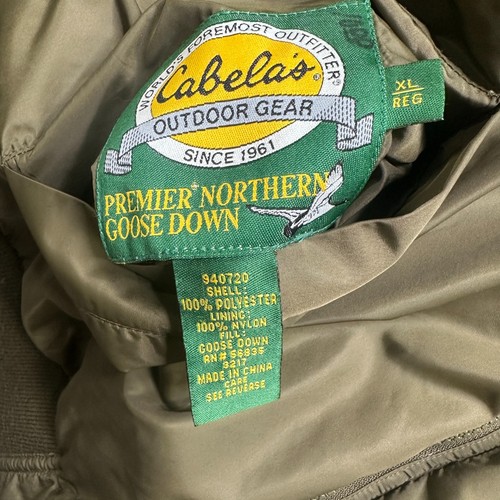 WORLD'S FOREMOST OUTFITTER
Cabela's®
OUTDOOR GEAR
SINCE 1961
XL
REG
PREMIER NORTHERN
GOOSE DOWN
940720
SHELL:
100% POLYESTER
LINING:
100% NYLON
FILL:
GOOSE DOWN
RN# 56835
3217
MADE IN CHINA
CARE
SEE REVERSE